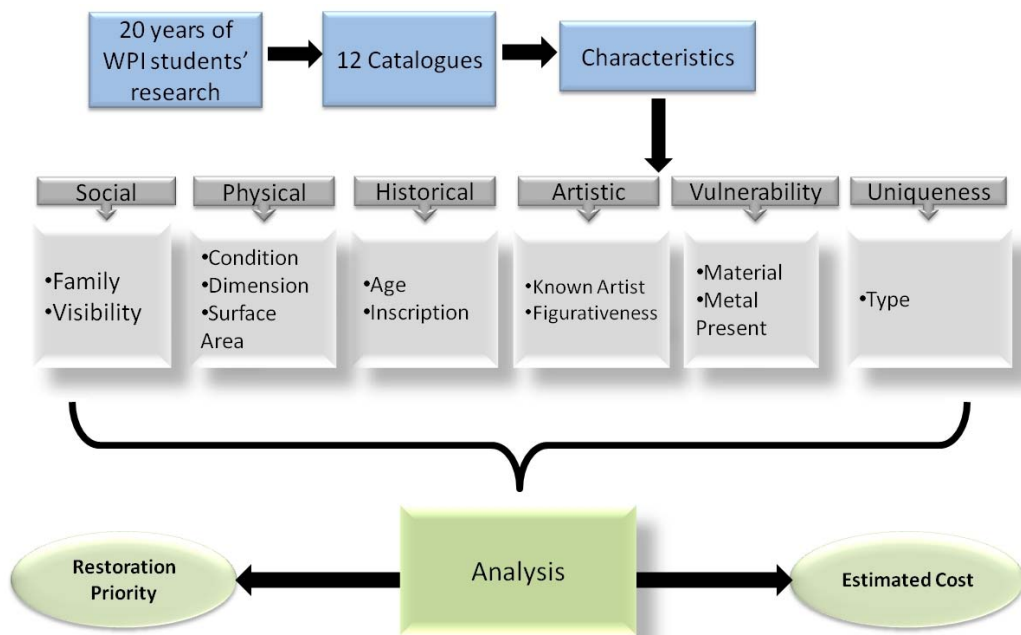 20 years of
WPI students’
research
12 Catalogues
Characteristics
Social
Physical
Historical
Artistic
Vulnerability
Uniqueness
•Family
•Visibility
•Condition
•Dimension
•Surface
Area
•Age
•Inscription
•Known Artist
•Figurativeness
•Material
•Metal
Present
•Type
Restoration
Priority
Analysis
Estimated Cost